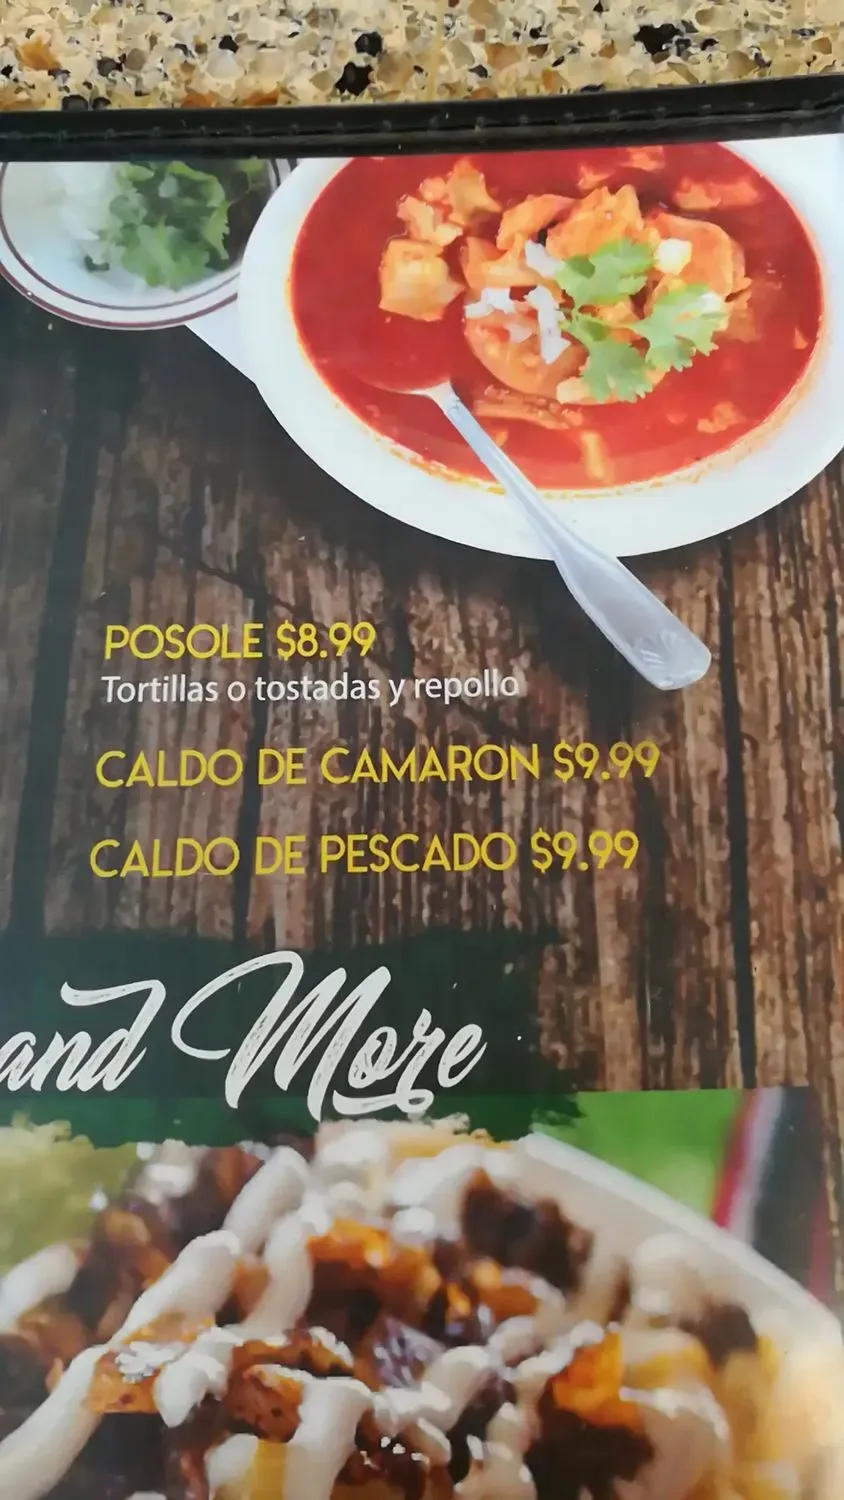 POSOLE $8.99
Tortillas o tostadas y repollo
CALDO DE CAMARON $9.99
CALDO DE PESCADO $9.99
and More